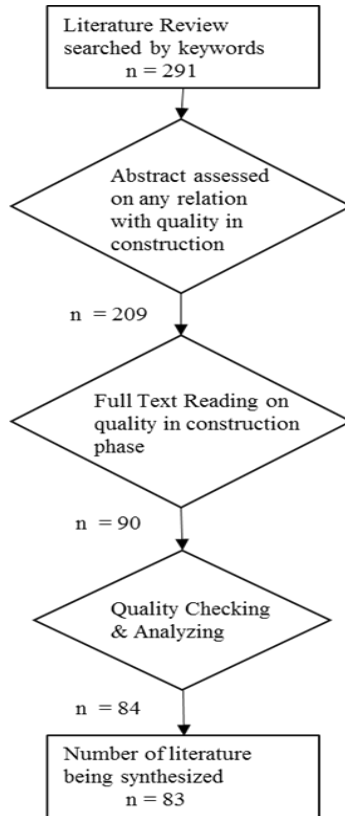 Literature Review
searched by keywords
n = 291
Abstract assessed
on any relation
with quality in
construction
n = 209
Full Text Reading on
quality in construction
phase
n = 90
Quality Checking
& Analyzing
n = 84
Number of literature
being synthesized
n = 83